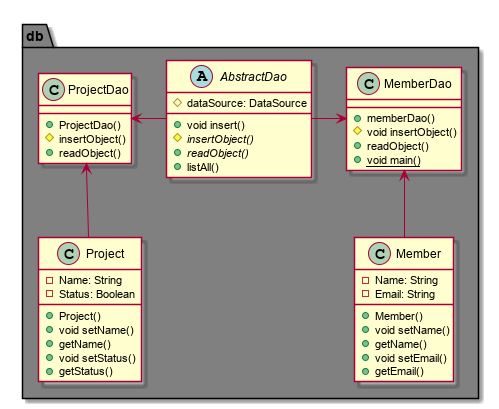 db
C ProjectDao
ProjectDao()
insertObject()
readObject()
A AbstractDao
dataSource: DataSource
void insert()
insertObject()
readObject()
listAll()
C MemberDao
memberDao()
void insertObject()
readObject()
void main()
C Project
Name: String
Status: Boolean
Project()
void setName()
getName()
void setStatus()
getStatus()
C Member
Name: String
Email: String
Member()
void setName()
getName()
void setEmail()
getEmail()